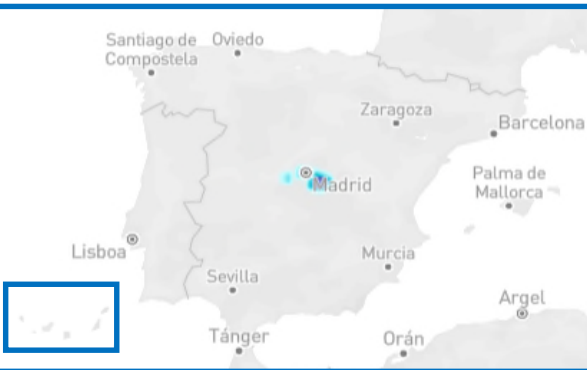 Santiago de
Compostela
Oviedo
Zaragoza
Barcelona
Madrid
Palma de
Mallorca
Lisboa
Murcia
Sevilla
Argel
Tánger
Orán